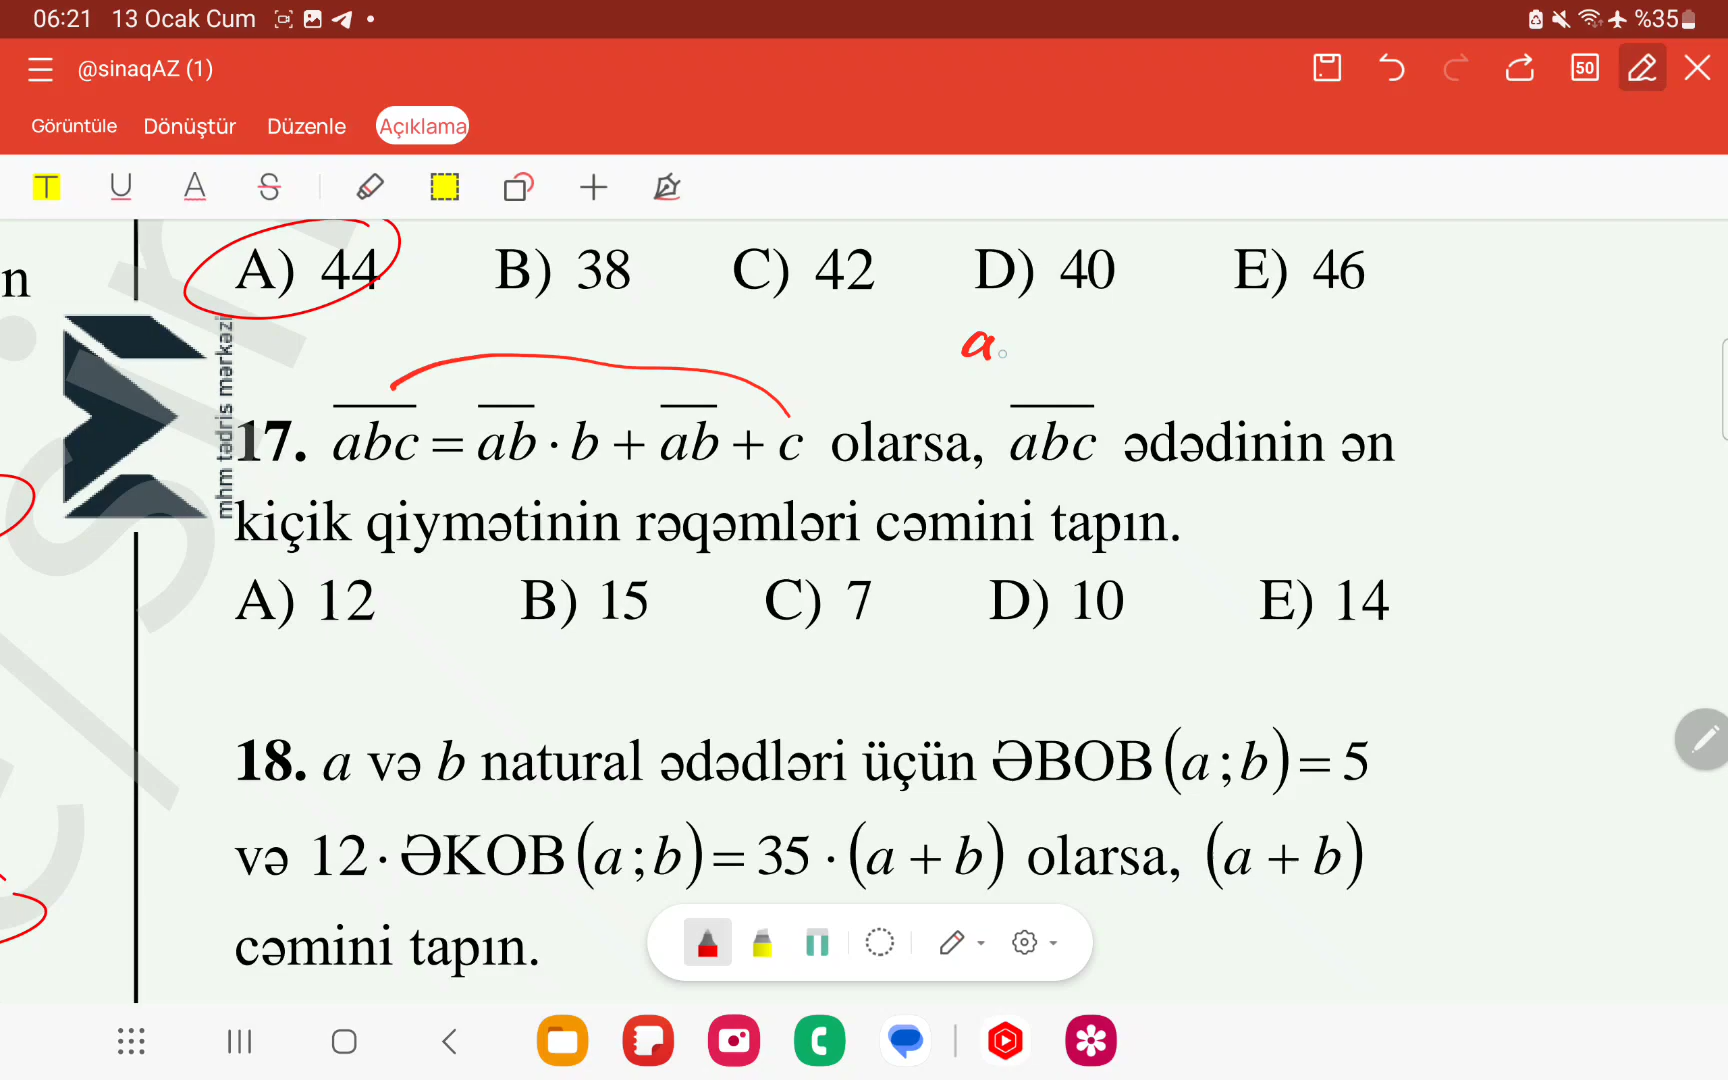 06:21 13 Ocak Cum %35
@sinaqAZ (1) 50
Görüntüle Dönüştür Düzenle Açıklama
T U A S
n A) 44 B) 38 C) 42 D) 40 E) 46
a
mhm tədris mərkəzi
17. abc = ab · b + ab + c olarsa, abc ədədinin ən
kiçik qiymətinin rəqəmləri cəmini tapın.
A) 12 B) 15 C) 7 D) 10 E) 14
18. a və b natural ədədləri üçün ƏBOB(a ; b) = 5
və 12 · ƏKOB(a ; b) = 35 · (a + b) olarsa, (a + b)
cəmini tapın.